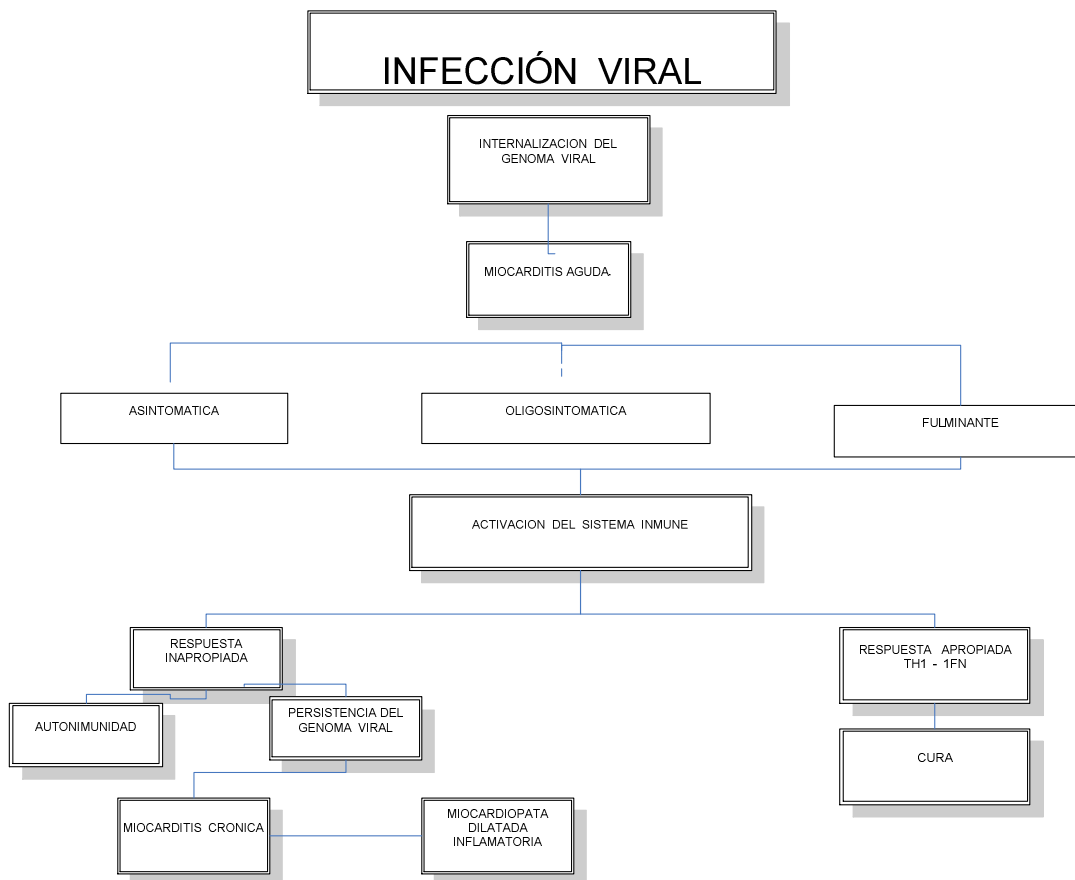 INFECCIÓN VIRAL
INTERNALIZACION DEL
GENOMA VIRAL
MIOCARDITIS AGUDA.
ASINTOMATICA
OLIGOSINTOMATICA
FULMINANTE
ACTIVACION DEL SISTEMA INMUNE
RESPUESTA
INAPROPIADA
RESPUESTA APROPIADA
TH1 - 1FN
AUTONIMUNIDAD
PERSISTENCIA DEL
GENOMA VIRAL
CURA
MIOCARDITIS CRONICA
MIOCARDIOPATA
DILATADA
INFLAMATORIA